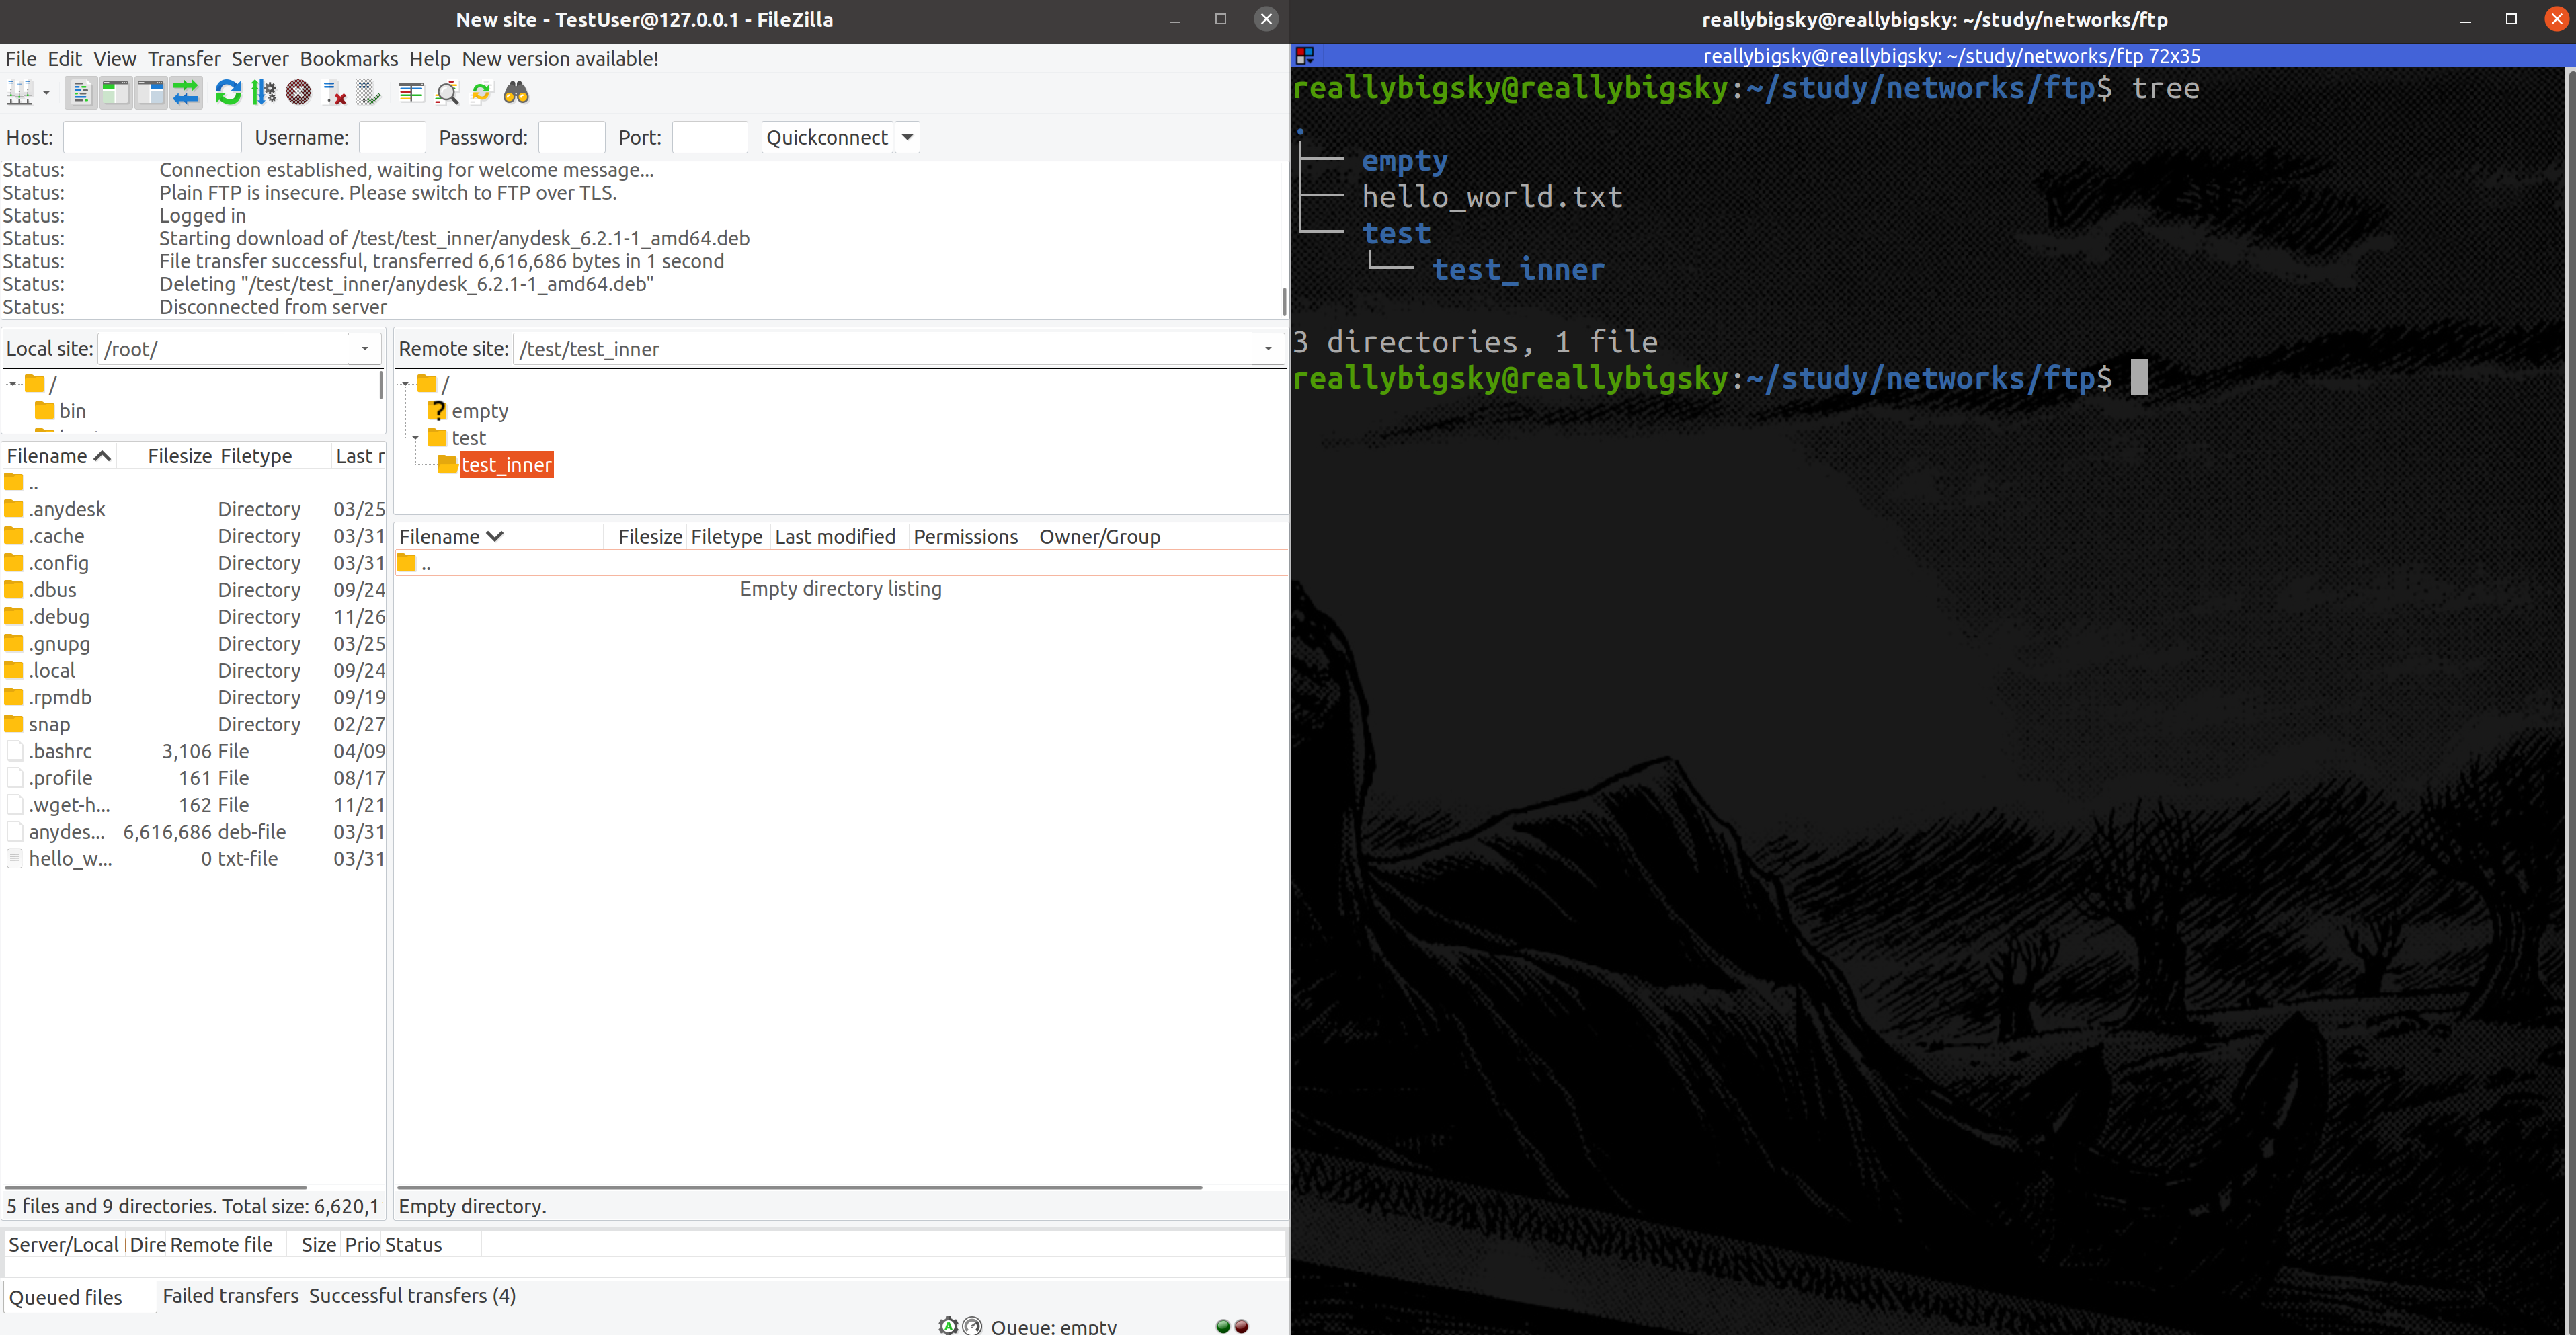 New site - TestUser@127.0.0.1 - FileZilla
File Edit View Transfer Server Bookmarks Help New version available!
Host: Username: Password: Port: Quickconnect
Status: Connection established, waiting for welcome message...
Status: Plain FTP is insecure. Please switch to FTP over TLS.
Status: Logged in
Status: Starting download of /test/test_inner/anydesk_6.2.1-1_amd64.deb
Status: File transfer successful, transferred 6,616,686 bytes in 1 second
Status: Deleting "/test/test_inner/anydesk_6.2.1-1_amd64.deb"
Status: Disconnected from server
Local site: /root/
/
bin
Filename Filesize Filetype Last r
..
.anydesk Directory 03/25
.cache Directory 03/31
.config Directory 03/31
.dbus Directory 09/24
.debug Directory 11/26
.gnupg Directory 03/25
.local Directory 09/24
.rpmdb Directory 09/19
snap Directory 02/27
.bashrc 3,106 File 04/09
.profile 161 File 08/17
.wget-h... 162 File 11/21
anydes... 6,616,686 deb-file 03/31
hello_w... 0 txt-file 03/31
5 files and 9 directories. Total size: 6,620,1
Remote site: /test/test_inner
/
empty
test
test_inner
Filename Filesize Filetype Last modified Permissions Owner/Group
..
Empty directory listing
Empty directory.
Server/Local Dire Remote file Size Prio Status
Queued files Failed transfers Successful transfers (4)
Queue: empty
reallybigsky@reallybigsky: ~/study/networks/ftp
reallybigsky@reallybigsky: ~/study/networks/ftp 72x35
reallybigsky@reallybigsky:~/study/networks/ftp$ tree
.
├── empty
├── hello_world.txt
└── test
    └── test_inner
3 directories, 1 file
reallybigsky@reallybigsky:~/study/networks/ftp$